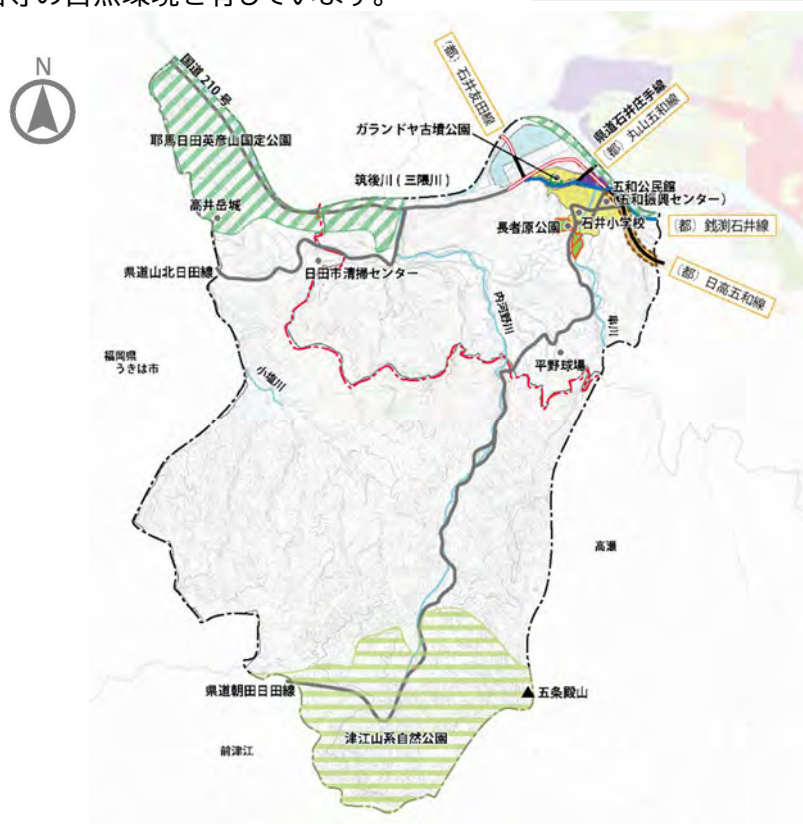 の自然環境を有しています。
N
国道 210 号
(都) 石井友田線
県道石井庄手線
(都) 丸山五和線
ガランドヤ古墳公園
耶馬日田英彦山国定公園
筑後川 ( 三隈川 )
五和公民館
(五和振興センター)
高井岳城
石井小学校
長者原公園
(都) 銭渕石井線
県道山北日田線
日田市清掃センター
(都) 日高五和線
内河野川
串川
福岡県
うきは市
小塩川
平野球場
高瀬
県道朝田日田線
五条殿山
津江山系自然公園
前津江